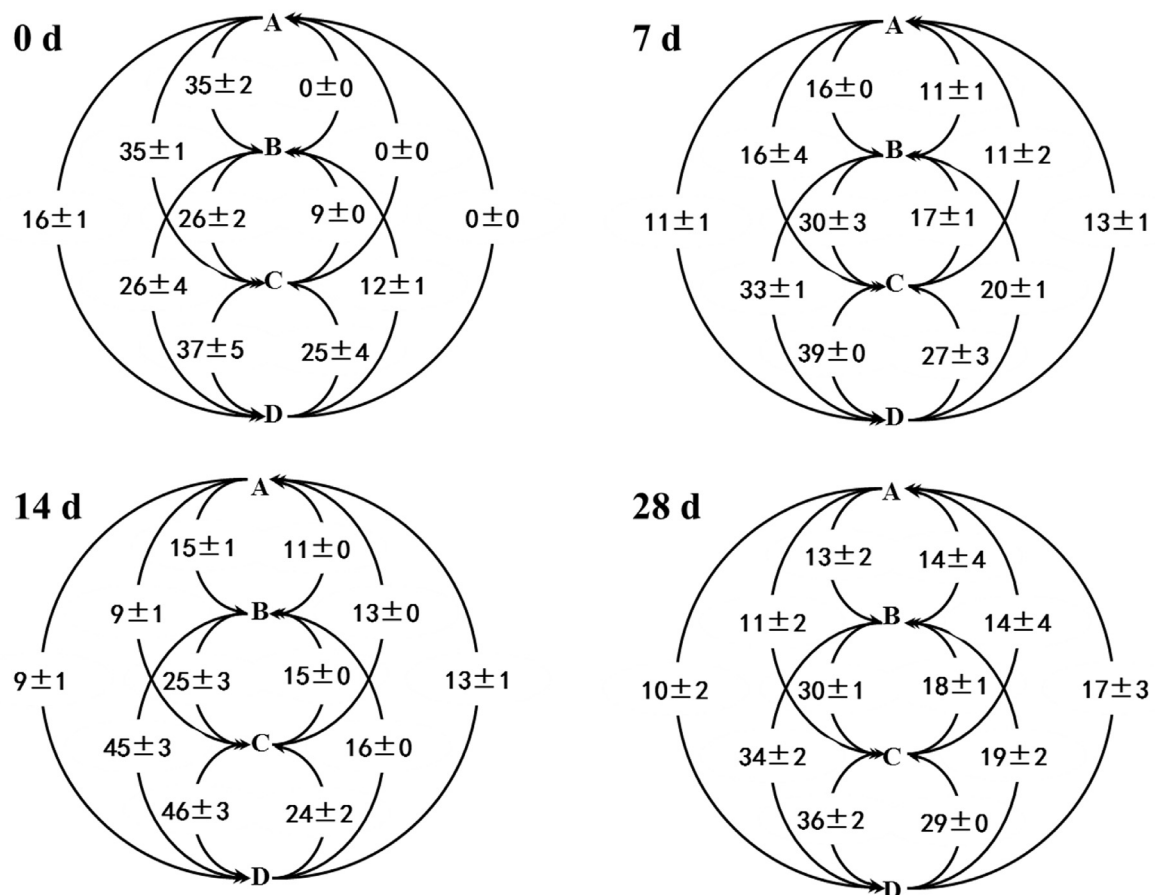 0 d
A
35±2 0±0
35±1 B 0±0
16±1 26±2 9±0 0±0
26±4 C 12±1
37±5 25±4
D
7 d
A
16±0 11±1
16±4 B 11±2
11±1 30±3 17±1 13±1
33±1 C 20±1
39±0 27±3
D
14 d
A
15±1 11±0
9±1 B 13±0
9±1 25±3 15±0 13±1
45±3 C 16±0
46±3 24±2
D
28 d
A
13±2 14±4
11±2 B 14±4
10±2 30±1 18±1 17±3
34±2 C 19±2
36±2 29±0
D